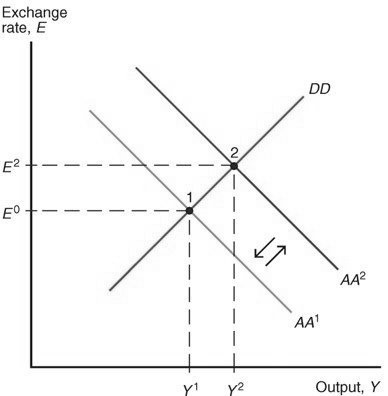 Exchange
rate, E
DD
2
E²
1
E⁰
AA²
AA¹
Y¹ Y² Output, Y